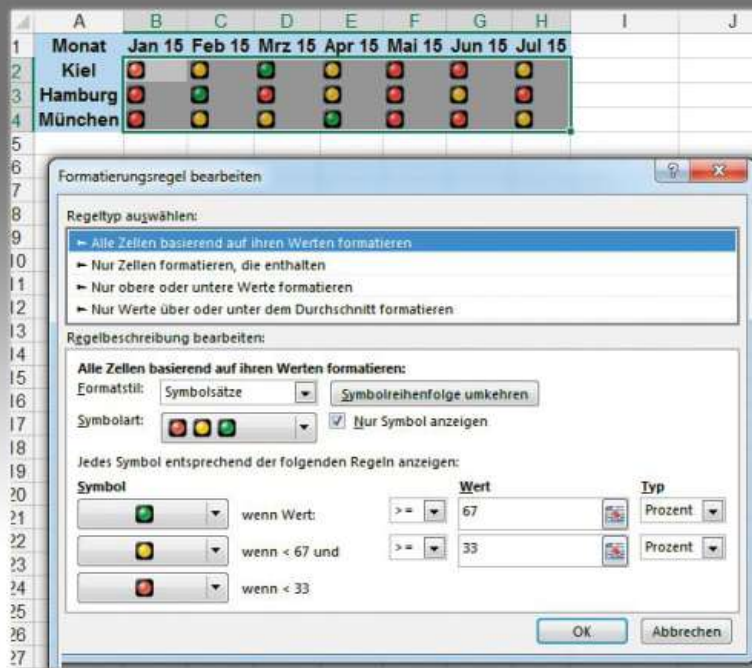 A B C D E F G H I J
1 Monat Jan 15 Feb 15 Mrz 15 Apr 15 Mai 15 Jun 15 Jul 15
2 Kiel
3 Hamburg
4 München
5
6
7
8
9
10
11
12
13
14
15
16
17
18
19
20
21
22
23
24
25
26
27
Formatierungsregel bearbeiten ? x
Regeltyp auswählen:
► Alle Zellen basierend auf ihren Werten formatieren
► Nur Zellen formatieren, die enthalten
► Nur obere oder untere Werte formatieren
► Nur Werte über oder unter dem Durchschnitt formatieren
Regelbeschreibung bearbeiten:
Alle Zellen basierend auf ihren Werten formatieren:
Formatstil: Symbolsätze Symbolreihenfolge umkehren
Symbolart: Nur Symbol anzeigen
Jedes Symbol entsprechend der folgenden Regeln anzeigen:
Symbol Wert Typ
wenn Wert: >= 67 Prozent
wenn < 67 und >= 33 Prozent
wenn < 33
OK Abbrechen